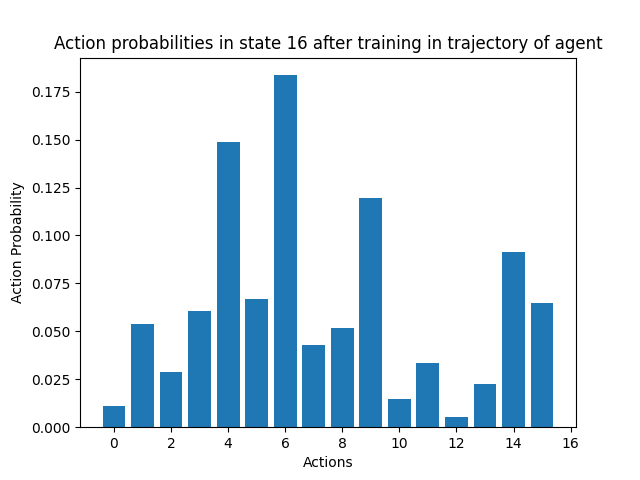 Action probabilities in state 16 after training in trajectory of agent
0.175
0.150
0.125
0.100
0.075
0.050
0.025
0.000
Action Probability
0 2 4 6 8 10 12 14 16
Actions